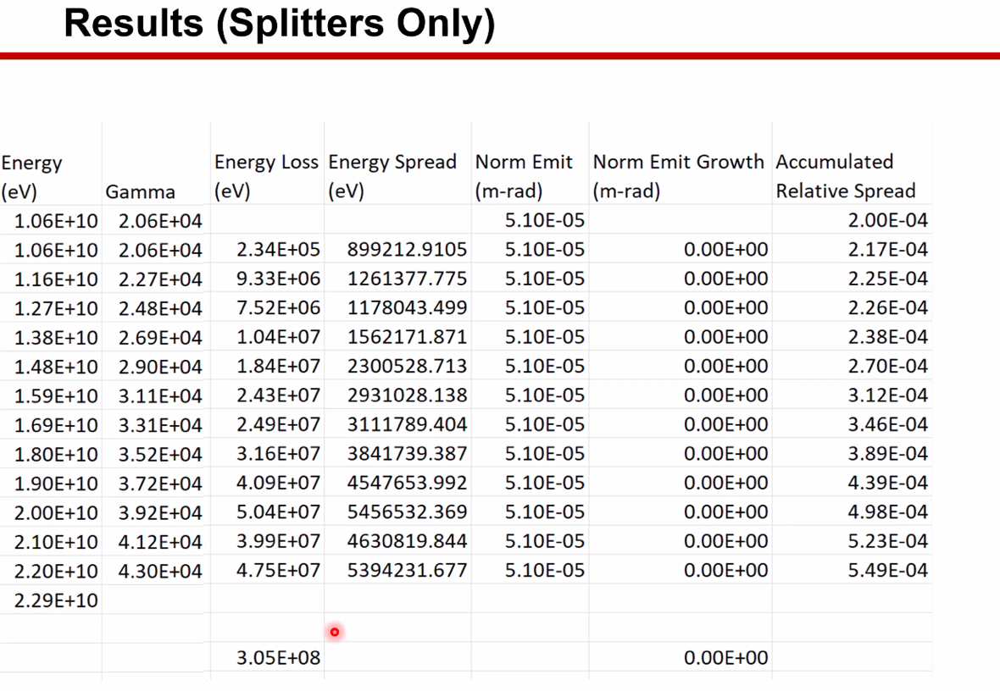 Results (Splitters Only)
Energy (eV) Gamma Energy Loss (eV) Energy Spread (eV) Norm Emit (m-rad) Norm Emit Growth (m-rad) Accumulated Relative Spread
1.06E+10 2.06E+04 5.10E-05 2.00E-04
1.06E+10 2.06E+04 2.34E+05 899212.9105 5.10E-05 0.00E+00 2.17E-04
1.16E+10 2.27E+04 9.33E+06 1261377.775 5.10E-05 0.00E+00 2.25E-04
1.27E+10 2.48E+04 7.52E+06 1178043.499 5.10E-05 0.00E+00 2.26E-04
1.38E+10 2.69E+04 1.04E+07 1562171.871 5.10E-05 0.00E+00 2.38E-04
1.48E+10 2.90E+04 1.84E+07 2300528.713 5.10E-05 0.00E+00 2.70E-04
1.59E+10 3.11E+04 2.43E+07 2931028.138 5.10E-05 0.00E+00 3.12E-04
1.69E+10 3.31E+04 2.49E+07 3111789.404 5.10E-05 0.00E+00 3.46E-04
1.80E+10 3.52E+04 3.16E+07 3841739.387 5.10E-05 0.00E+00 3.89E-04
1.90E+10 3.72E+04 4.09E+07 4547653.992 5.10E-05 0.00E+00 4.39E-04
2.00E+10 3.92E+04 5.04E+07 5456532.369 5.10E-05 0.00E+00 4.98E-04
2.10E+10 4.12E+04 3.99E+07 4630819.844 5.10E-05 0.00E+00 5.23E-04
2.20E+10 4.30E+04 4.75E+07 5394231.677 5.10E-05 0.00E+00 5.49E-04
2.29E+10
3.05E+08 0.00E+00